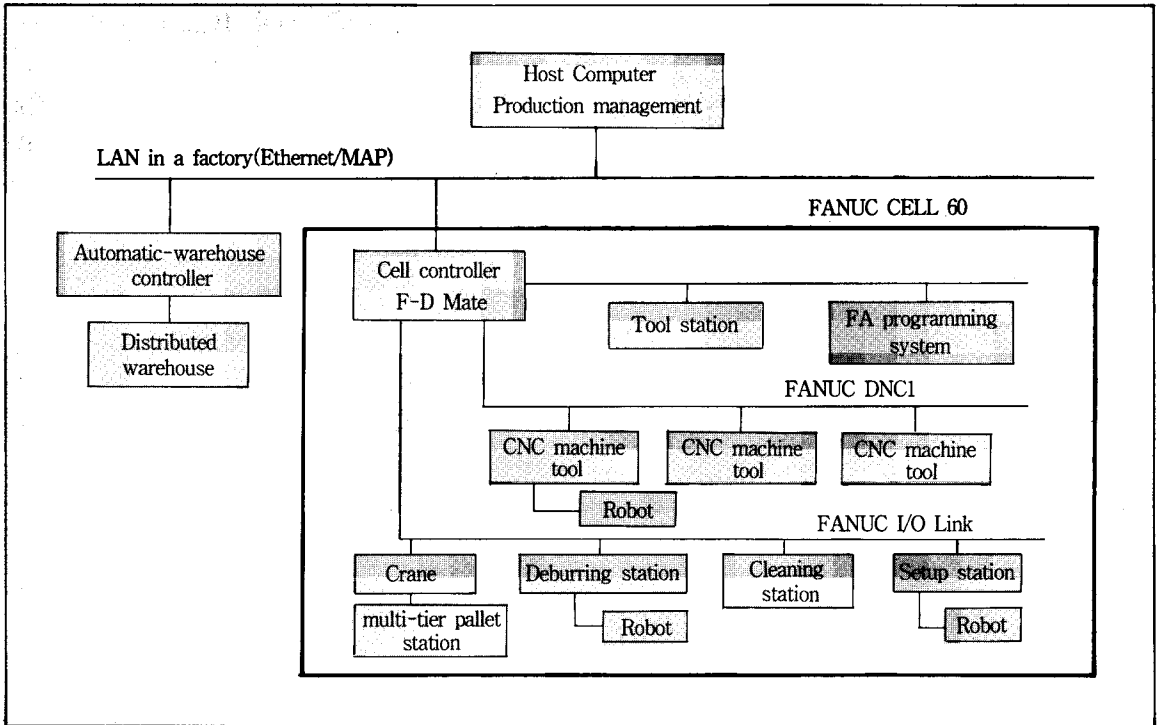 Host Computer
Production management
LAN in a factory(Ethernet/MAP)
FANUC CELL 60
Automatic-warehouse
controller
Cell controller
F-D Mate
Tool station
FA programming
system
Distributed
warehouse
FANUC DNC1
CNC machine
tool
CNC machine
tool
CNC machine
tool
Robot
FANUC I/O Link
Crane
Deburring station
Cleaning
station
Setup station
multi-tier pallet
station
Robot
Robot